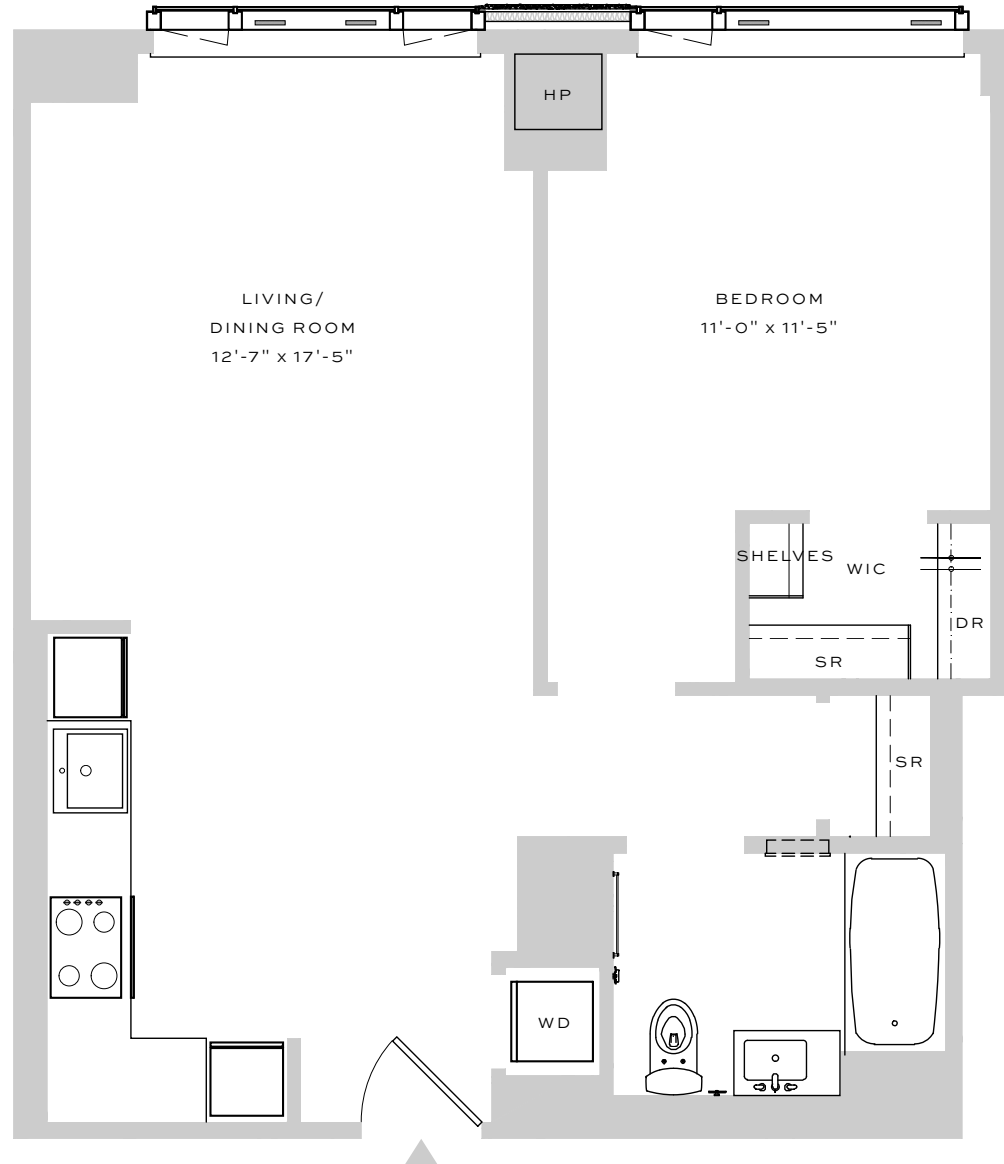 HP
LIVING/
DINING ROOM
12'-7" x 17'-5"
BEDROOM
11'-0" x 11'-5"
SHELVES
WIC
DR
SR
SR
WD